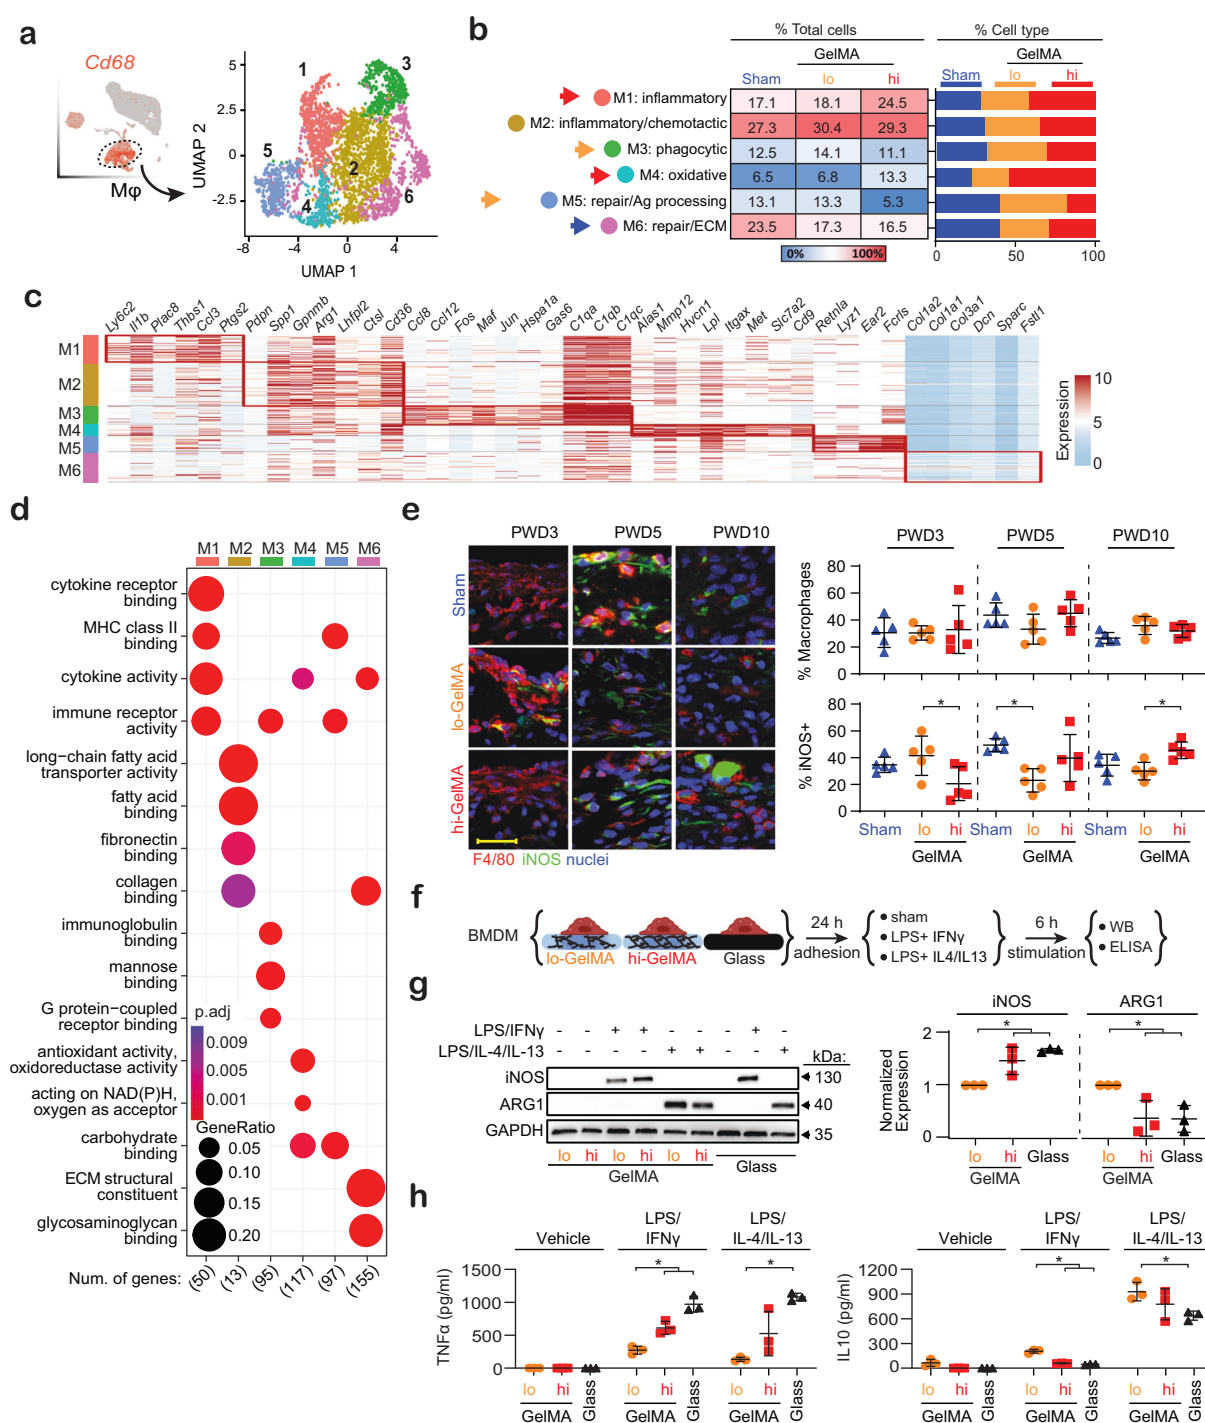 a
Cd68
Mφ
UMAP 2
5
2.5
0
-2.5
-8 -4 0 4
UMAP 1
1
2
3
4
5
6
b
% Total cells
% Cell type
GelMA
GelMA
Sham lo hi
Sham lo hi
M1: inflammatory 17.1 18.1 24.5
M2: inflammatory/chemotactic 27.3 30.4 29.3
M3: phagocytic 12.5 14.1 11.1
M4: oxidative 6.5 6.8 13.3
M5: repair/Ag processing 13.1 13.3 5.3
M6: repair/ECM 23.5 17.3 16.5
0% 100%
0 50 100
c
Ly6c2 Il1b Plac8 Thbs1 Ccl3 Ptgs2 Pdpn Spp1 Gpnmb Arg1 Lhfpl2 Ctsl Cd36 Ccl8 Ccl12 Fos Maf Jun Hspa1a Gas6 C1qa C1qb C1qc Alas1 Mmp12 Hvcn1 Lpl Itgax Met Slc7a2 Cd9 Retnla Lyz1 Ear2 Fcrls Col1a2 Col1a1 Col3a1 Dcn Sparc Fstl1
M1
M2
M3
M4
M5
M6
Expression
10
5
0
d
M1 M2 M3 M4 M5 M6
cytokine receptor
binding
MHC class II
binding
cytokine activity
immune receptor
activity
long−chain fatty acid
transporter activity
fatty acid
binding
fibronectin
binding
collagen
binding
immunoglobulin
binding
mannose
binding
G protein−coupled
receptor binding
antioxidant activity,
oxidoreductase activity
acting on NAD(P)H,
oxygen as acceptor
carbohydrate
binding
ECM structural
constituent
glycosaminoglycan
binding
p.adj
0.009
0.005
0.001
GeneRatio
0.05
0.10
0.15
0.20
Num. of genes: (50) (13) (95) (117) (97) (155)
e
PWD3 PWD5 PWD10
Sham
lo-GelMA
hi-GelMA
F4/80 iNOS nuclei
PWD3 PWD5 PWD10
% Macrophages
80
60
40
20
0
% iNOS+
80
60
40
20
0
* * *
Sham lo hi Sham lo hi Sham lo hi
GelMA GelMA GelMA
f
BMDM
lo-GelMA hi-GelMA Glass
24 h
adhesion
● sham
● LPS+ IFNγ
● LPS+ IL4/IL13
6 h
stimulation
● WB
● ELISA
g
LPS/IFNγ - - + + - - - + -
LPS/IL-4/IL-13 - - - - + + - - +
kDa:
iNOS 130
ARG1 40
GAPDH 35
lo hi lo hi lo hi
GelMA Glass
iNOS ARG1
Normalized
Expression
2
1
0
* *
lo hi Glass lo hi Glass
GelMA GelMA
h
Vehicle LPS/
IFNγ LPS/
IL-4/IL-13
TNFα (pg/ml)
1500
1000
500
0
* *
lo hi Glass lo hi Glass lo hi Glass
GelMA GelMA GelMA
Vehicle LPS/
IFNγ LPS/
IL-4/IL-13
IL10 (pg/ml)
1200
900
600
300
0
* *
lo hi Glass lo hi Glass lo hi Glass
GelMA GelMA GelMA